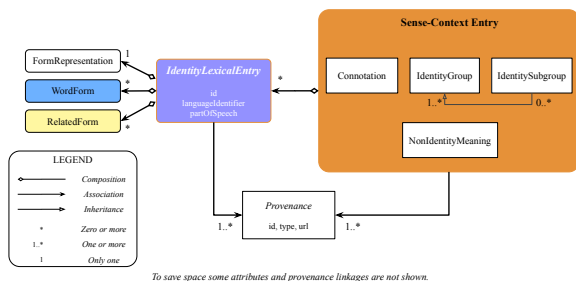 Sense-Context Entry
FormRepresentation
1
WordForm
*
RelatedForm
*
IdentityLexicalEntry
id
languageIdentifier
partOfSpeech
*
Connotation
IdentityGroup
IdentitySubgroup
1..*
0..*
NonIdentityMeaning
LEGEND
Composition
Association
Inheritance
* Zero or more
1..* One or more
1 Only one
Provenance
id, type, url
1..*
1..*
To save space some attributes and provenance linkages are not shown.